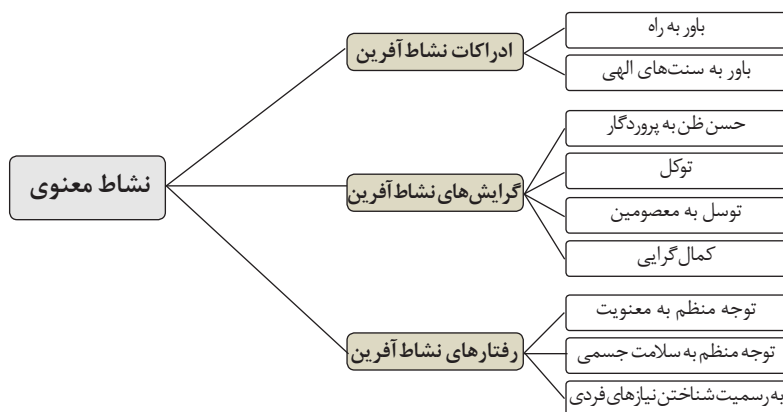 نشاط معنوی
ادراکات نشاط‌آفرین
باور به راه
باور به سنت‌های الهی
گرایش‌های نشاط‌آفرین
حسن ظن به پروردگار
توکل
توسل به معصومین
کمال‌گرایی
رفتارهای نشاط‌آفرین
توجه منظم به معنویت
توجه منظم به سلامت جسمی
به رسمیت شناختن نیازهای فردی